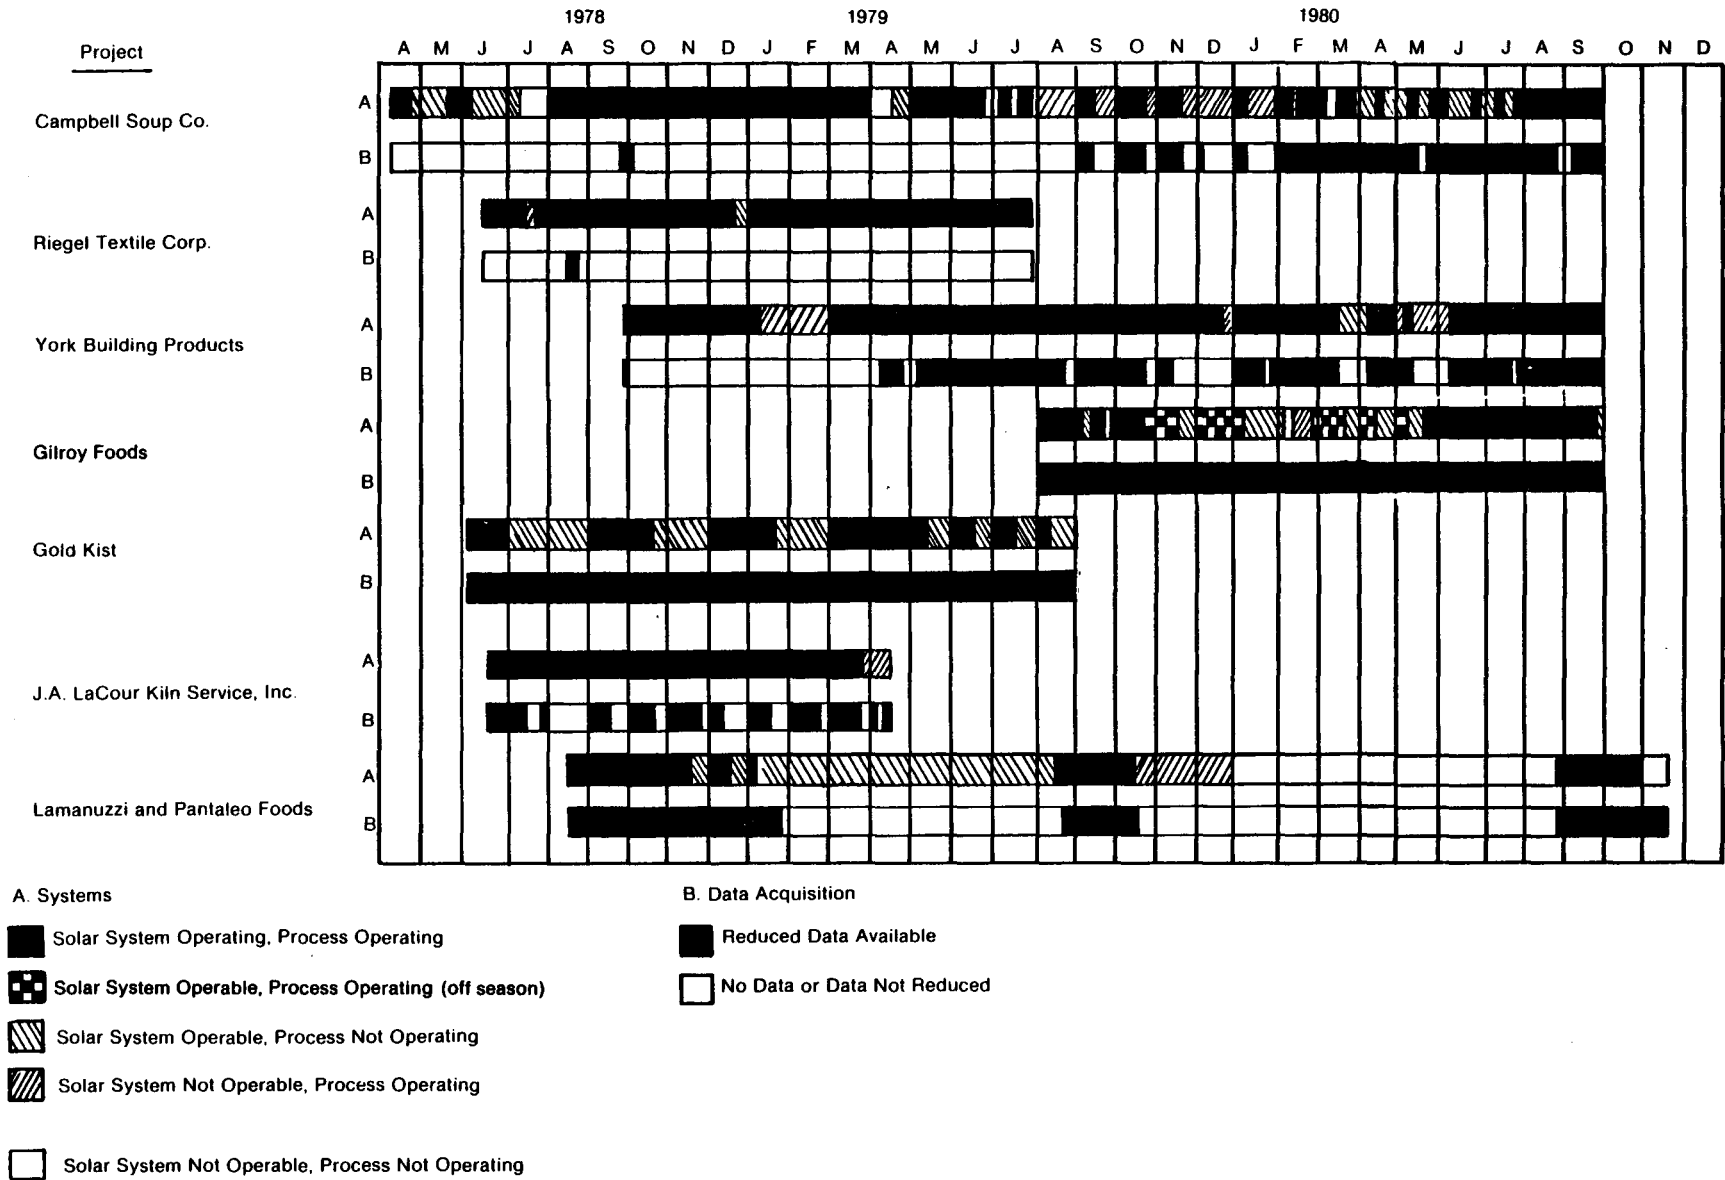 1978 1979 1980
Project
A M J J A S O N D J F M A M J J A S O N D J F M A M J J A S O N D
A
Campbell Soup Co.
B
A
Riegel Textile Corp.
B
A
York Building Products
B
A
Gilroy Foods
B
A
Gold Kist
B
A
J.A. LaCour Kiln Service, Inc.
B
A
Lamanuzzi and Pantaleo Foods
B
A. Systems
Solar System Operating, Process Operating
Solar System Operable, Process Operating (off season)
Solar System Operable, Process Not Operating
Solar System Not Operable, Process Operating
Solar System Not Operable, Process Not Operating
B. Data Acquisition
Reduced Data Available
No Data or Data Not Reduced